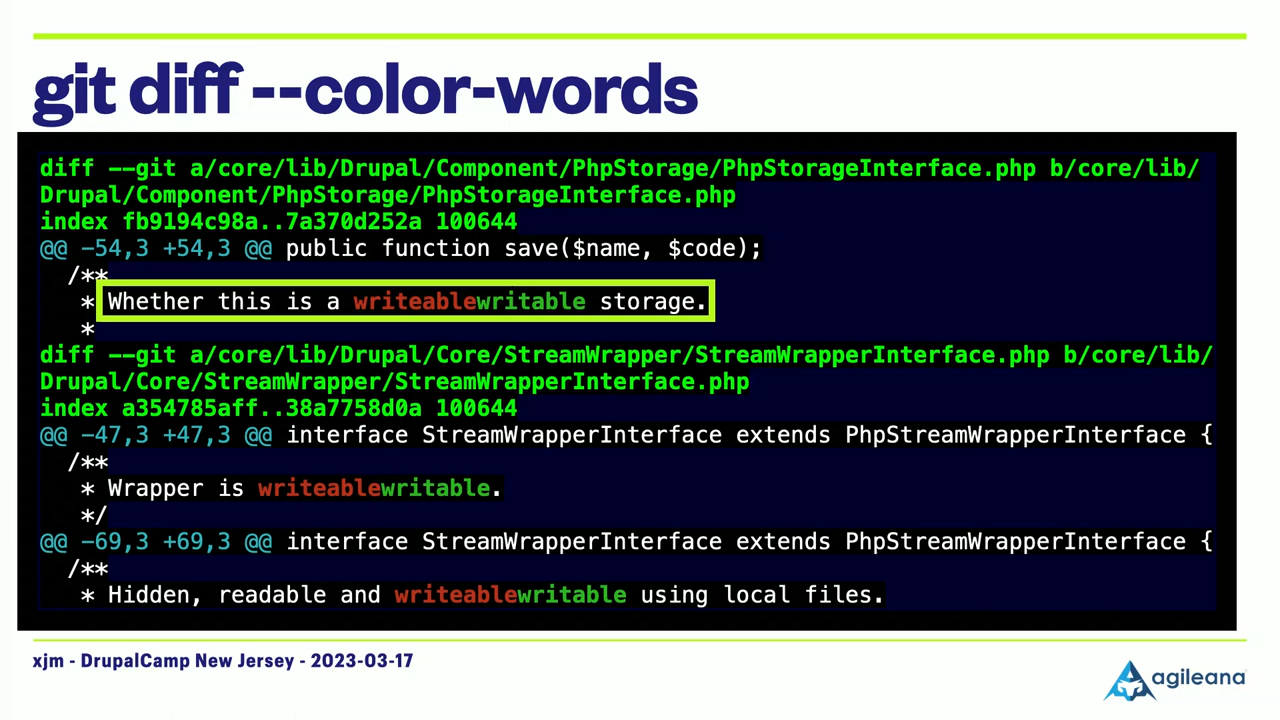 git diff --color-words
diff --git a/core/lib/Drupal/Component/PhpStorage/PhpStorageInterface.php b/core/lib/
Drupal/Component/PhpStorage/PhpStorageInterface.php
index fb9194c98a..7a370d252a 100644
@@ -54,3 +54,3 @@ public function save($name, $code);
/**
* Whether this is a writeablewritable storage.
*
diff --git a/core/lib/Drupal/Core/StreamWrapper/StreamWrapperInterface.php b/core/lib/
Drupal/Core/StreamWrapper/StreamWrapperInterface.php
index a354785aff..38a7758d0a 100644
@@ -47,3 +47,3 @@ interface StreamWrapperInterface extends PhpStreamWrapperInterface {
/**
* Wrapper is writeablewritable.
*/
@@ -69,3 +69,3 @@ interface StreamWrapperInterface extends PhpStreamWrapperInterface {
/**
* Hidden, readable and writeablewritable using local files.
xjm - DrupalCamp New Jersey - 2023-03-17
agileana